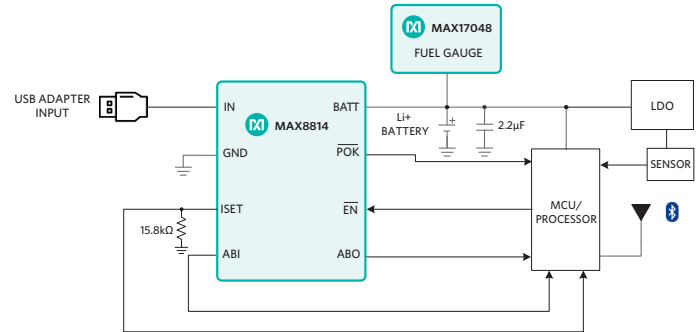 MAX17048
FUEL GAUGE
USB ADAPTER
INPUT
IN
BATT
MAX8814
Li+
BATTERY
+
2.2µF
LDO
GND
POK
SENSOR
MCU/
PROCESSOR
ISET
EN
15.8kΩ
ABI
ABO